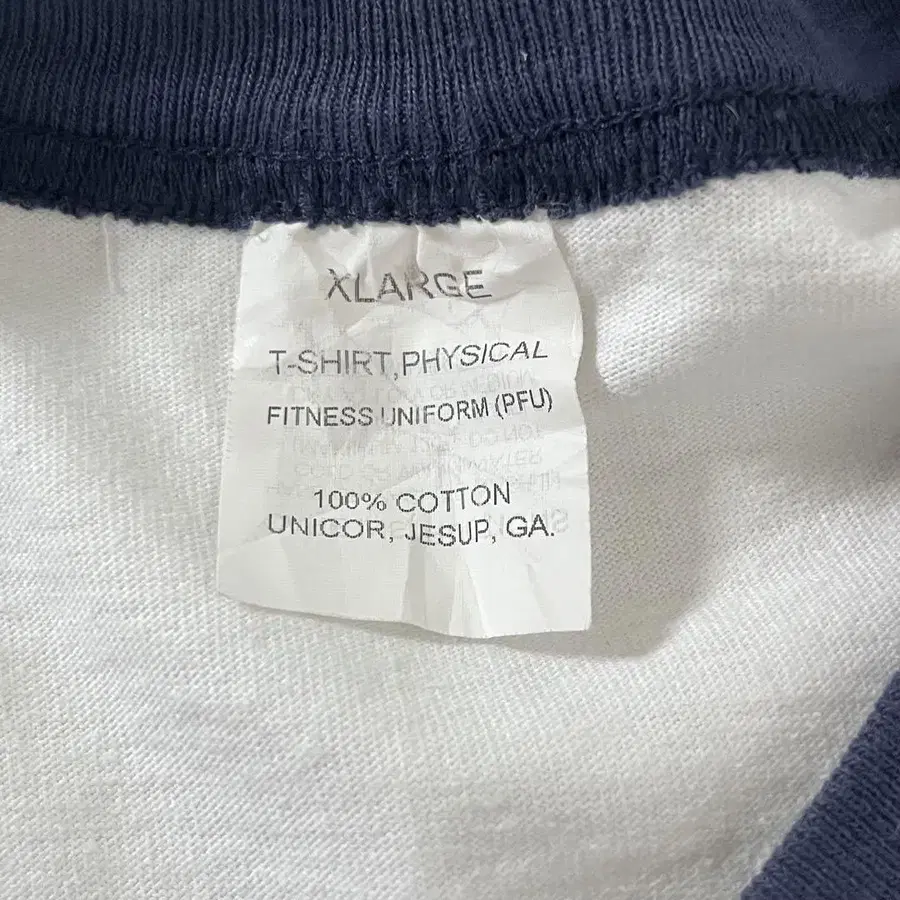 XLARGE
T-SHIRT, PHYSICAL
FITNESS UNIFORM (PFU)
100% COTTON
UNICOR, JESUP, GA.